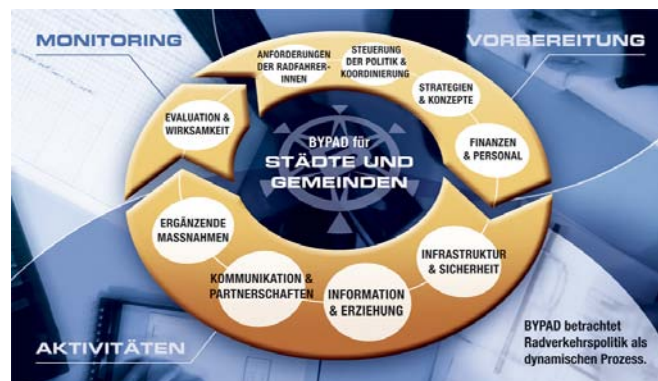 MONITORING
VORBEREITUNG
ANFORDERUNGEN
DER RADFAHRER-
INNEN
STEUERUNG
DER POLITIK &
KOORDINIERUNG
STRATEGIEN
& KONZEPTE
FINANZEN
& PERSONAL
EVALUATION &
WIRKSAMKEIT
BYPAD für
STÄDTE UND
GEMEINDEN
ERGÄNZENDE
MASSNAHMEN
KOMMUNIKATION &
PARTNERSCHAFTEN
INFORMATION
& ERZIEHUNG
INFRASTRUKTUR
& SICHERHEIT
AKTIVITÄTEN
BYPAD betrachtet
Radverkehrspolitik als
dynamischen Prozess.